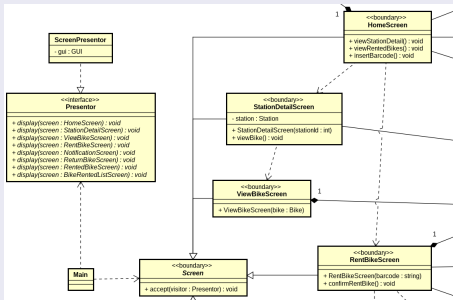 1
<<boundary>>
HomeScreen
+ viewStationDetail() : void
+ viewRentedBikes() : void
+ insertBarcode() : void
ScreenPresentor
- gui : GUI
<<interface>>
Presentor
+ display(screen : HomeScreen) : void
+ display(screen : StationDetailScreen) : void
+ display(screen : ViewBikeScreen) : void
+ display(screen : RentBikeScreen) : void
+ display(screen : NotificationScreen) : void
+ display(screen : ReturnBikeScreen) : void
+ display(screen : RentedBikeScreen) : void
+ display(screen : BikeRentedListScreen) : void
<<boundary>>
StationDetailScreen
- station : Station
+ StationDetailScreen(stationId : int)
+ viewBike() : void
<<boundary>>
ViewBikeScreen
+ ViewBikeScreen(bike : Bike)
1
1
Main
<<boundary>>
Screen
+ accept(visitor : Presentor) : void
<<boundary>>
RentBikeScreen
+ RentBikeScreen(barcode : string)
+ confirmRentBike() : void